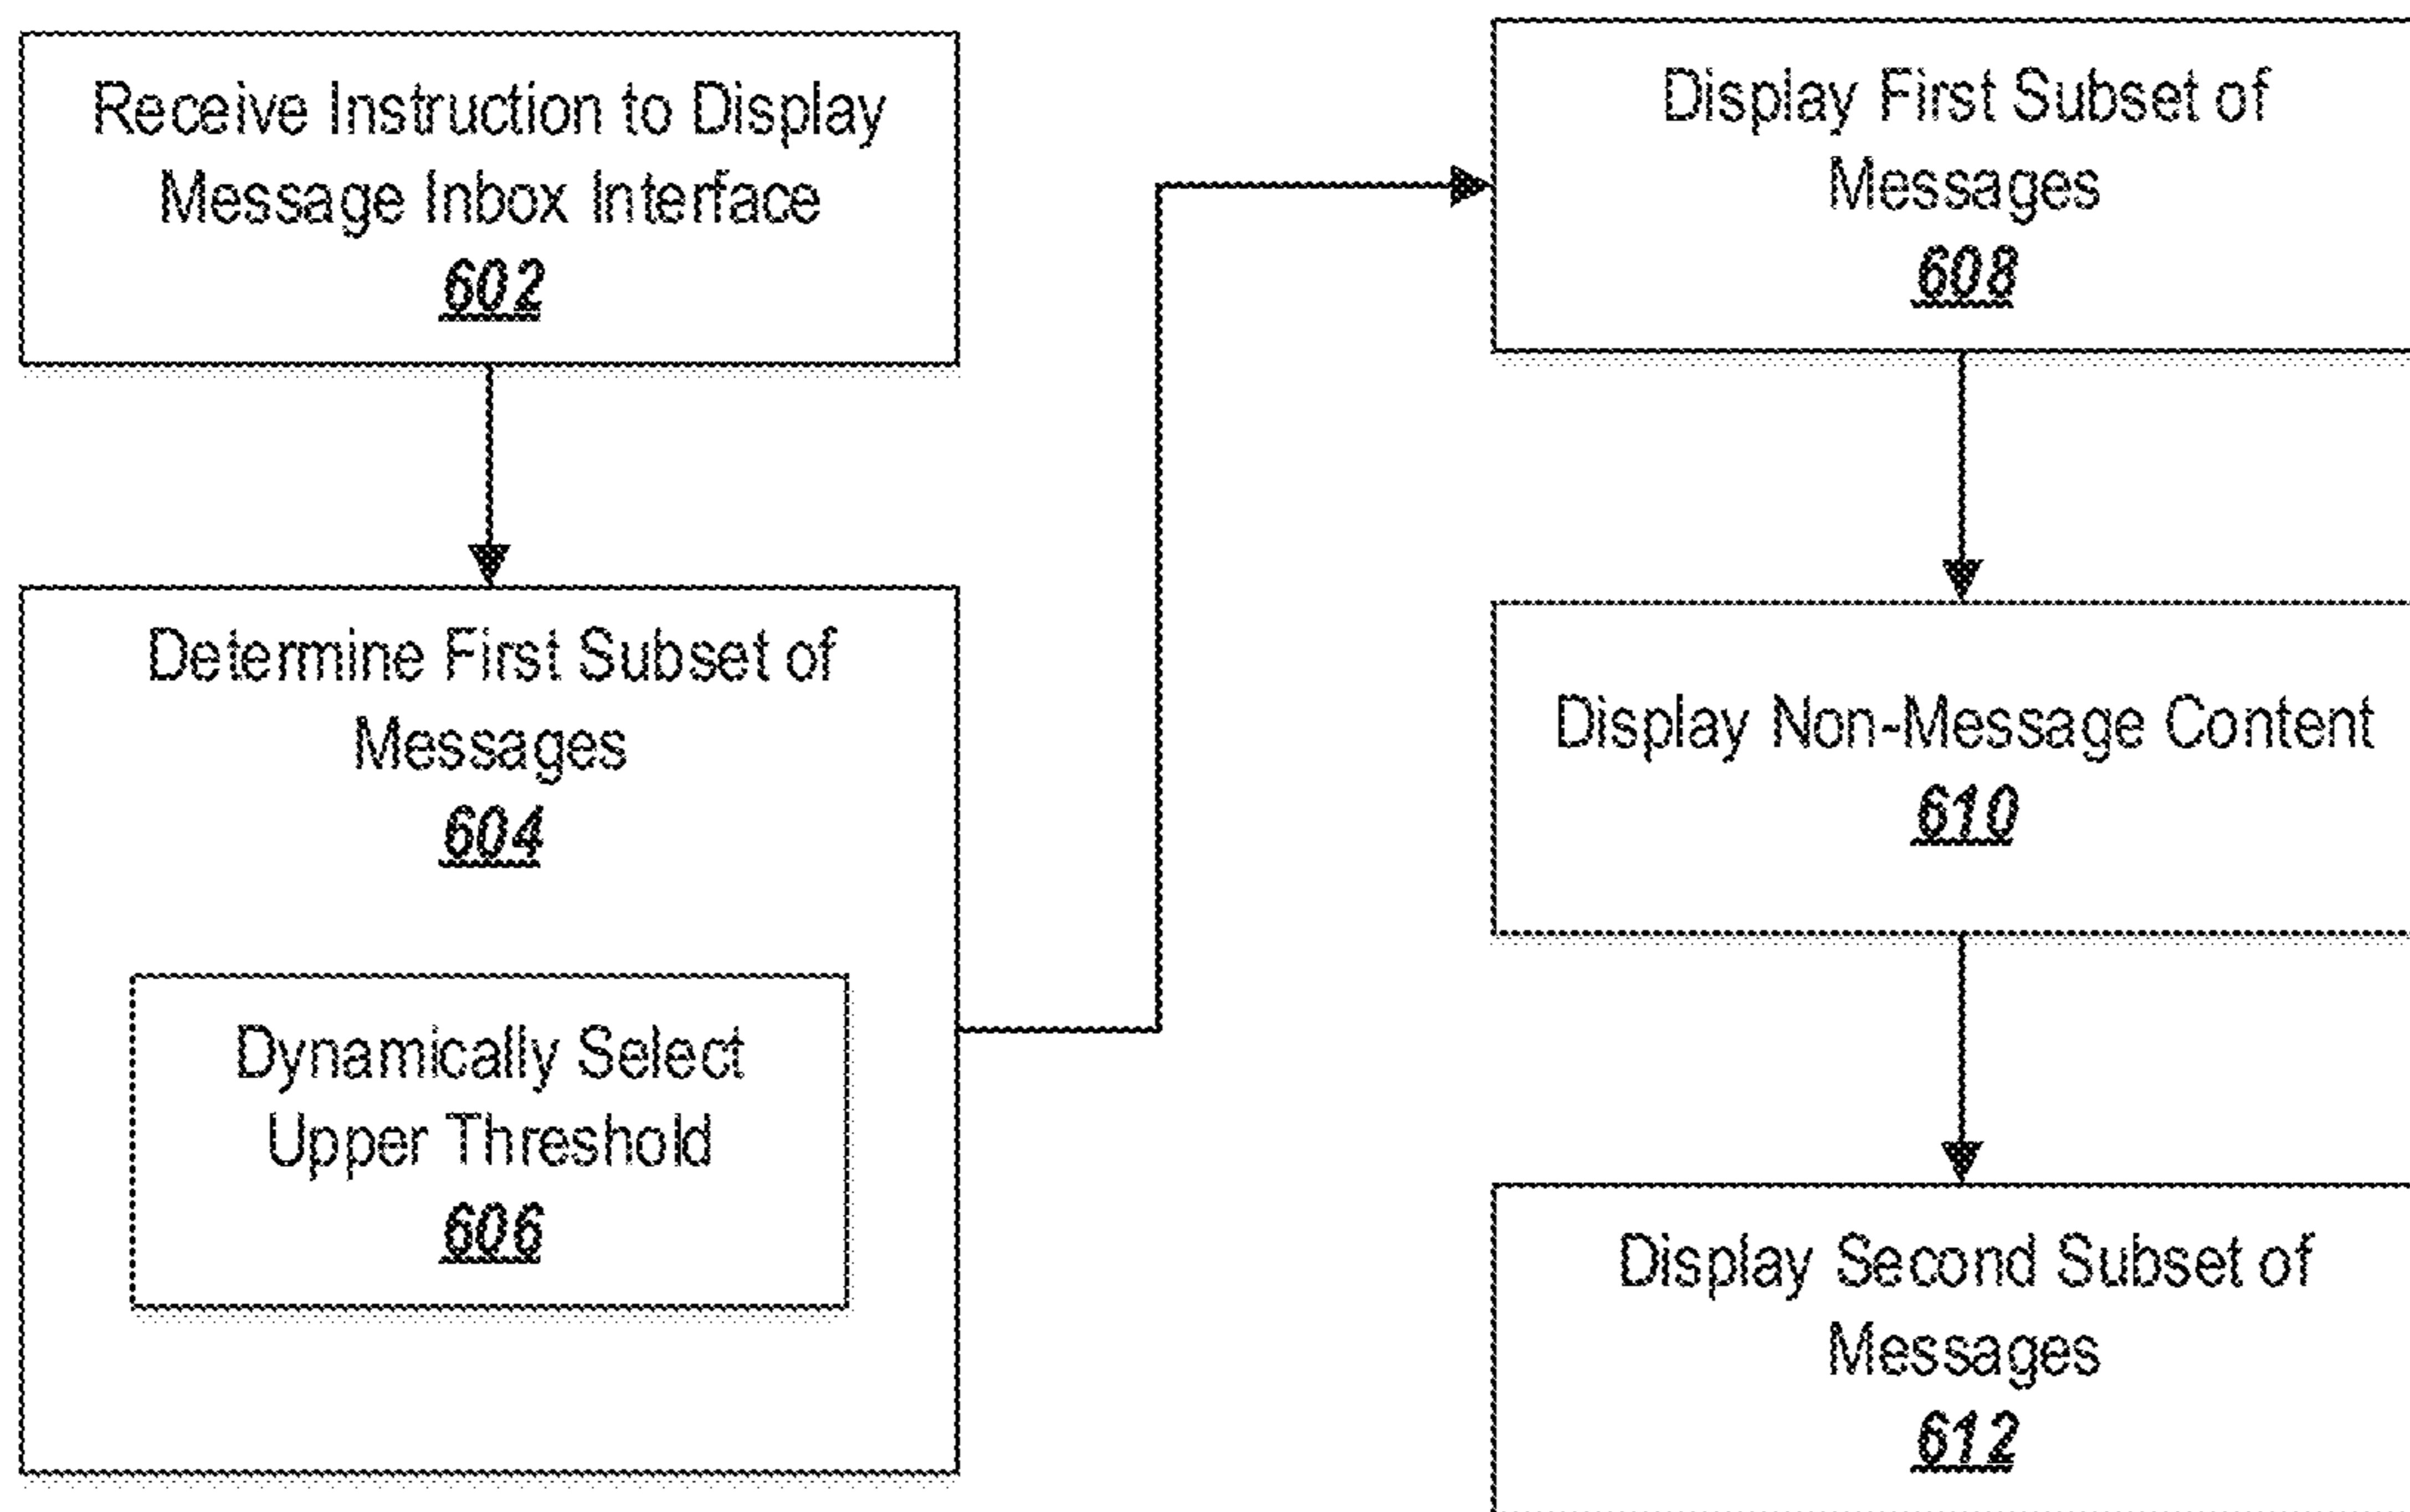 Receive Instruction to Display
Message Inbox Interface
602
Determine First Subset of
Messages
604
Dynamically Select
Upper Threshold
606
Display First Subset of
Messages
608
Display Non-Message Content
610
Display Second Subset of
Messages
612